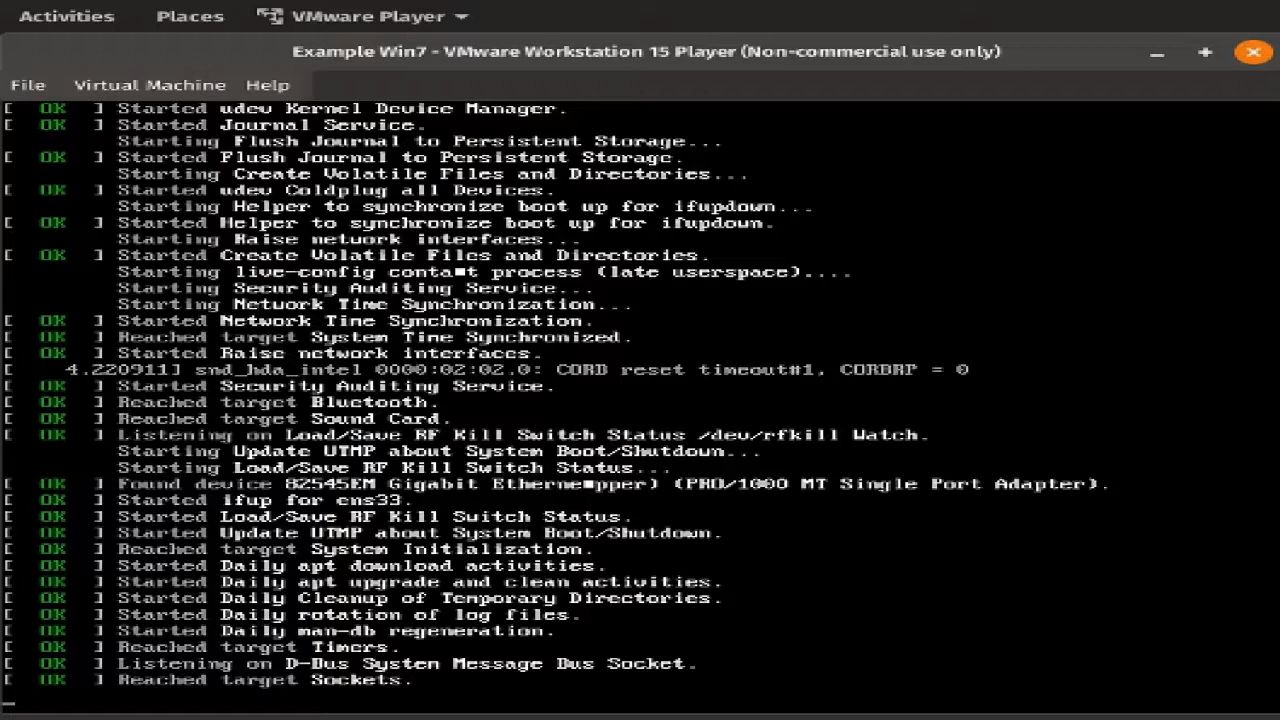 Activities Places VMware Player
Example Win7 - VMware Workstation 15 Player (Non-commercial use only)
File Virtual Machine Help
[ OK ] Started udev Kernel Device Manager.
[ OK ] Started Journal Service.
Starting Flush Journal to Persistent Storage...
[ OK ] Started Flush Journal to Persistent Storage.
Starting Create Volatile Files and Directories...
[ OK ] Started udev Coldplug all Devices.
Starting Helper to synchronize boot up for ifupdown...
[ OK ] Started Helper to synchronize boot up for ifupdown.
Starting Raise network interfaces...
[ OK ] Started Create Volatile Files and Directories.
Starting live-config conta■t process (late userspace)....
Starting Security Auditing Service...
Starting Network Time Synchronization...
[ OK ] Started Network Time Synchronization.
[ OK ] Reached target System Time Synchronized.
[ OK ] Started Raise network interfaces.
[ 4.220911] snd_hda_intel 0000:02:02.0: CORB reset timeout#1, CORBRP = 0
[ OK ] Started Security Auditing Service.
[ OK ] Reached target Bluetooth.
[ OK ] Reached target Sound Card.
[ OK ] Listening on Load/Save RF Kill Switch Status /dev/rfkill Watch.
Starting Update UTMP about System Boot/Shutdown...
Starting Load/Save RF Kill Switch Status...
[ OK ] Found device 82545EM Gigabit Etherne■pper) (PRO/1000 MT Single Port Adapter).
[ OK ] Started ifup for ens33.
[ OK ] Started Load/Save RF Kill Switch Status.
[ OK ] Started Update UTMP about System Boot/Shutdown.
[ OK ] Reached target System Initialization.
[ OK ] Started Daily apt download activities.
[ OK ] Started Daily apt upgrade and clean activities.
[ OK ] Started Daily Cleanup of Temporary Directories.
[ OK ] Started Daily rotation of log files.
[ OK ] Started Daily man-db regeneration.
[ OK ] Reached target Timers.
[ OK ] Listening on D-Bus System Message Bus Socket.
[ OK ] Reached target Sockets.